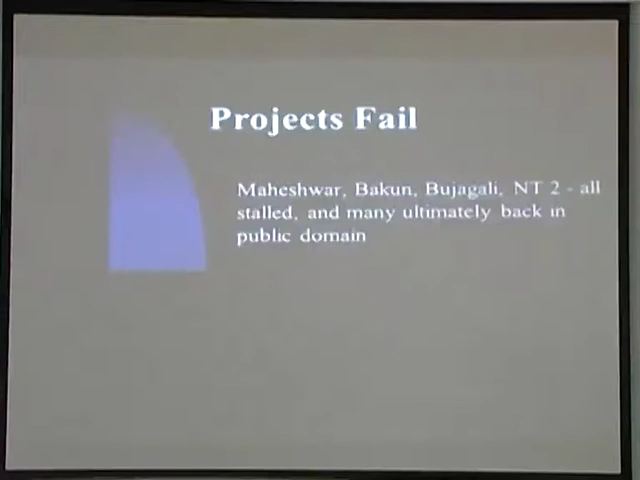 Projects Fail
Maheshwar, Bakun, Bujagali, NT 2 - all
stalled, and many ultimately back in
public domain